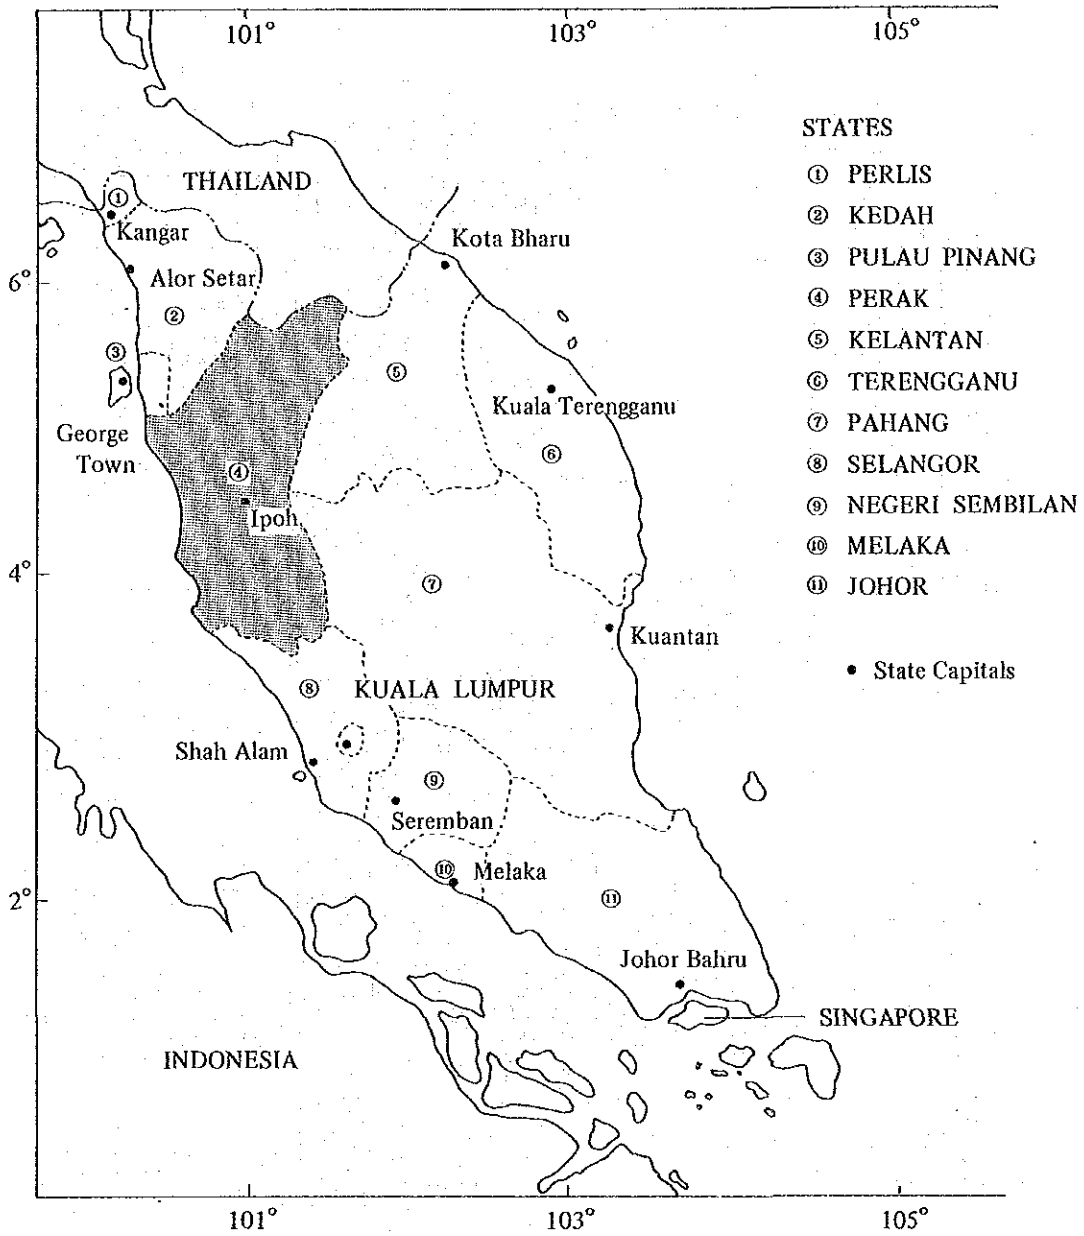 101° 103° 105°
STATES
① PERLIS
② KEDAH
③ PULAU PINANG
④ PERAK
⑤ KELANTAN
⑥ TERENGGANU
⑦ PAHANG
⑧ SELANGOR
⑨ NEGERI SEMBILAN
⑩ MELAKA
⑪ JOHOR
● State Capitals
THAILAND
①
Kangar
Kota Bharu
6°
Alor Setar
②
③
⑤
Kuala Terengganu
George
Town
⑥
④
Ipoh
4°
⑦
Kuantan
⑧
KUALA LUMPUR
Shah Alam
⑨
Seremban
⑩
Melaka
2°
⑪
Johor Bahru
SINGAPORE
INDONESIA
101° 103° 105°